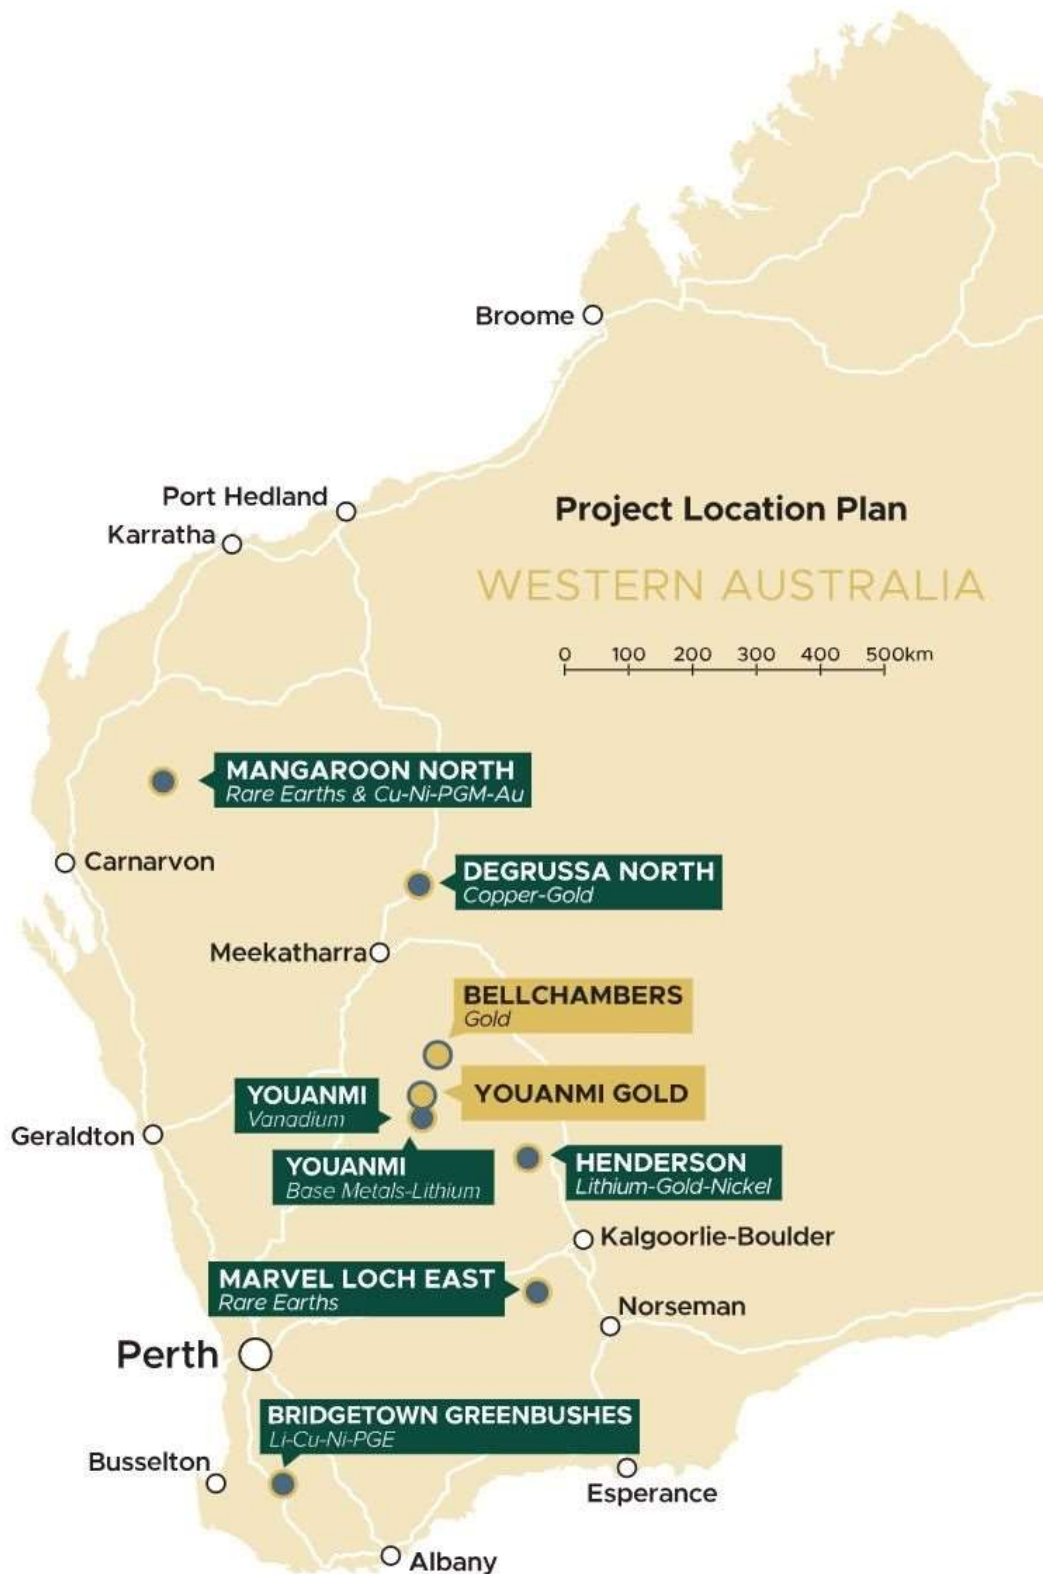 Broome
Port Hedland
Karratha
Project Location Plan
WESTERN AUSTRALIA
0 100 200 300 400 500km
MANGAROON NORTH
Rare Earths & Cu-Ni-PGM-Au
Carnarvon
DEGRUSSA NORTH
Copper-Gold
Meekatharra
BELLCHAMBERS
Gold
YOUANMI
Vanadium
YOUANMI GOLD
Geraldton
YOUANMI
Base Metals-Lithium
HENDERSON
Lithium-Gold-Nickel
Kalgoorlie-Boulder
MARVEL LOCH EAST
Rare Earths
Norseman
Perth
BRIDGETOWN GREENBUSHES
Li-Cu-Ni-PGE
Busselton
Esperance
Albany